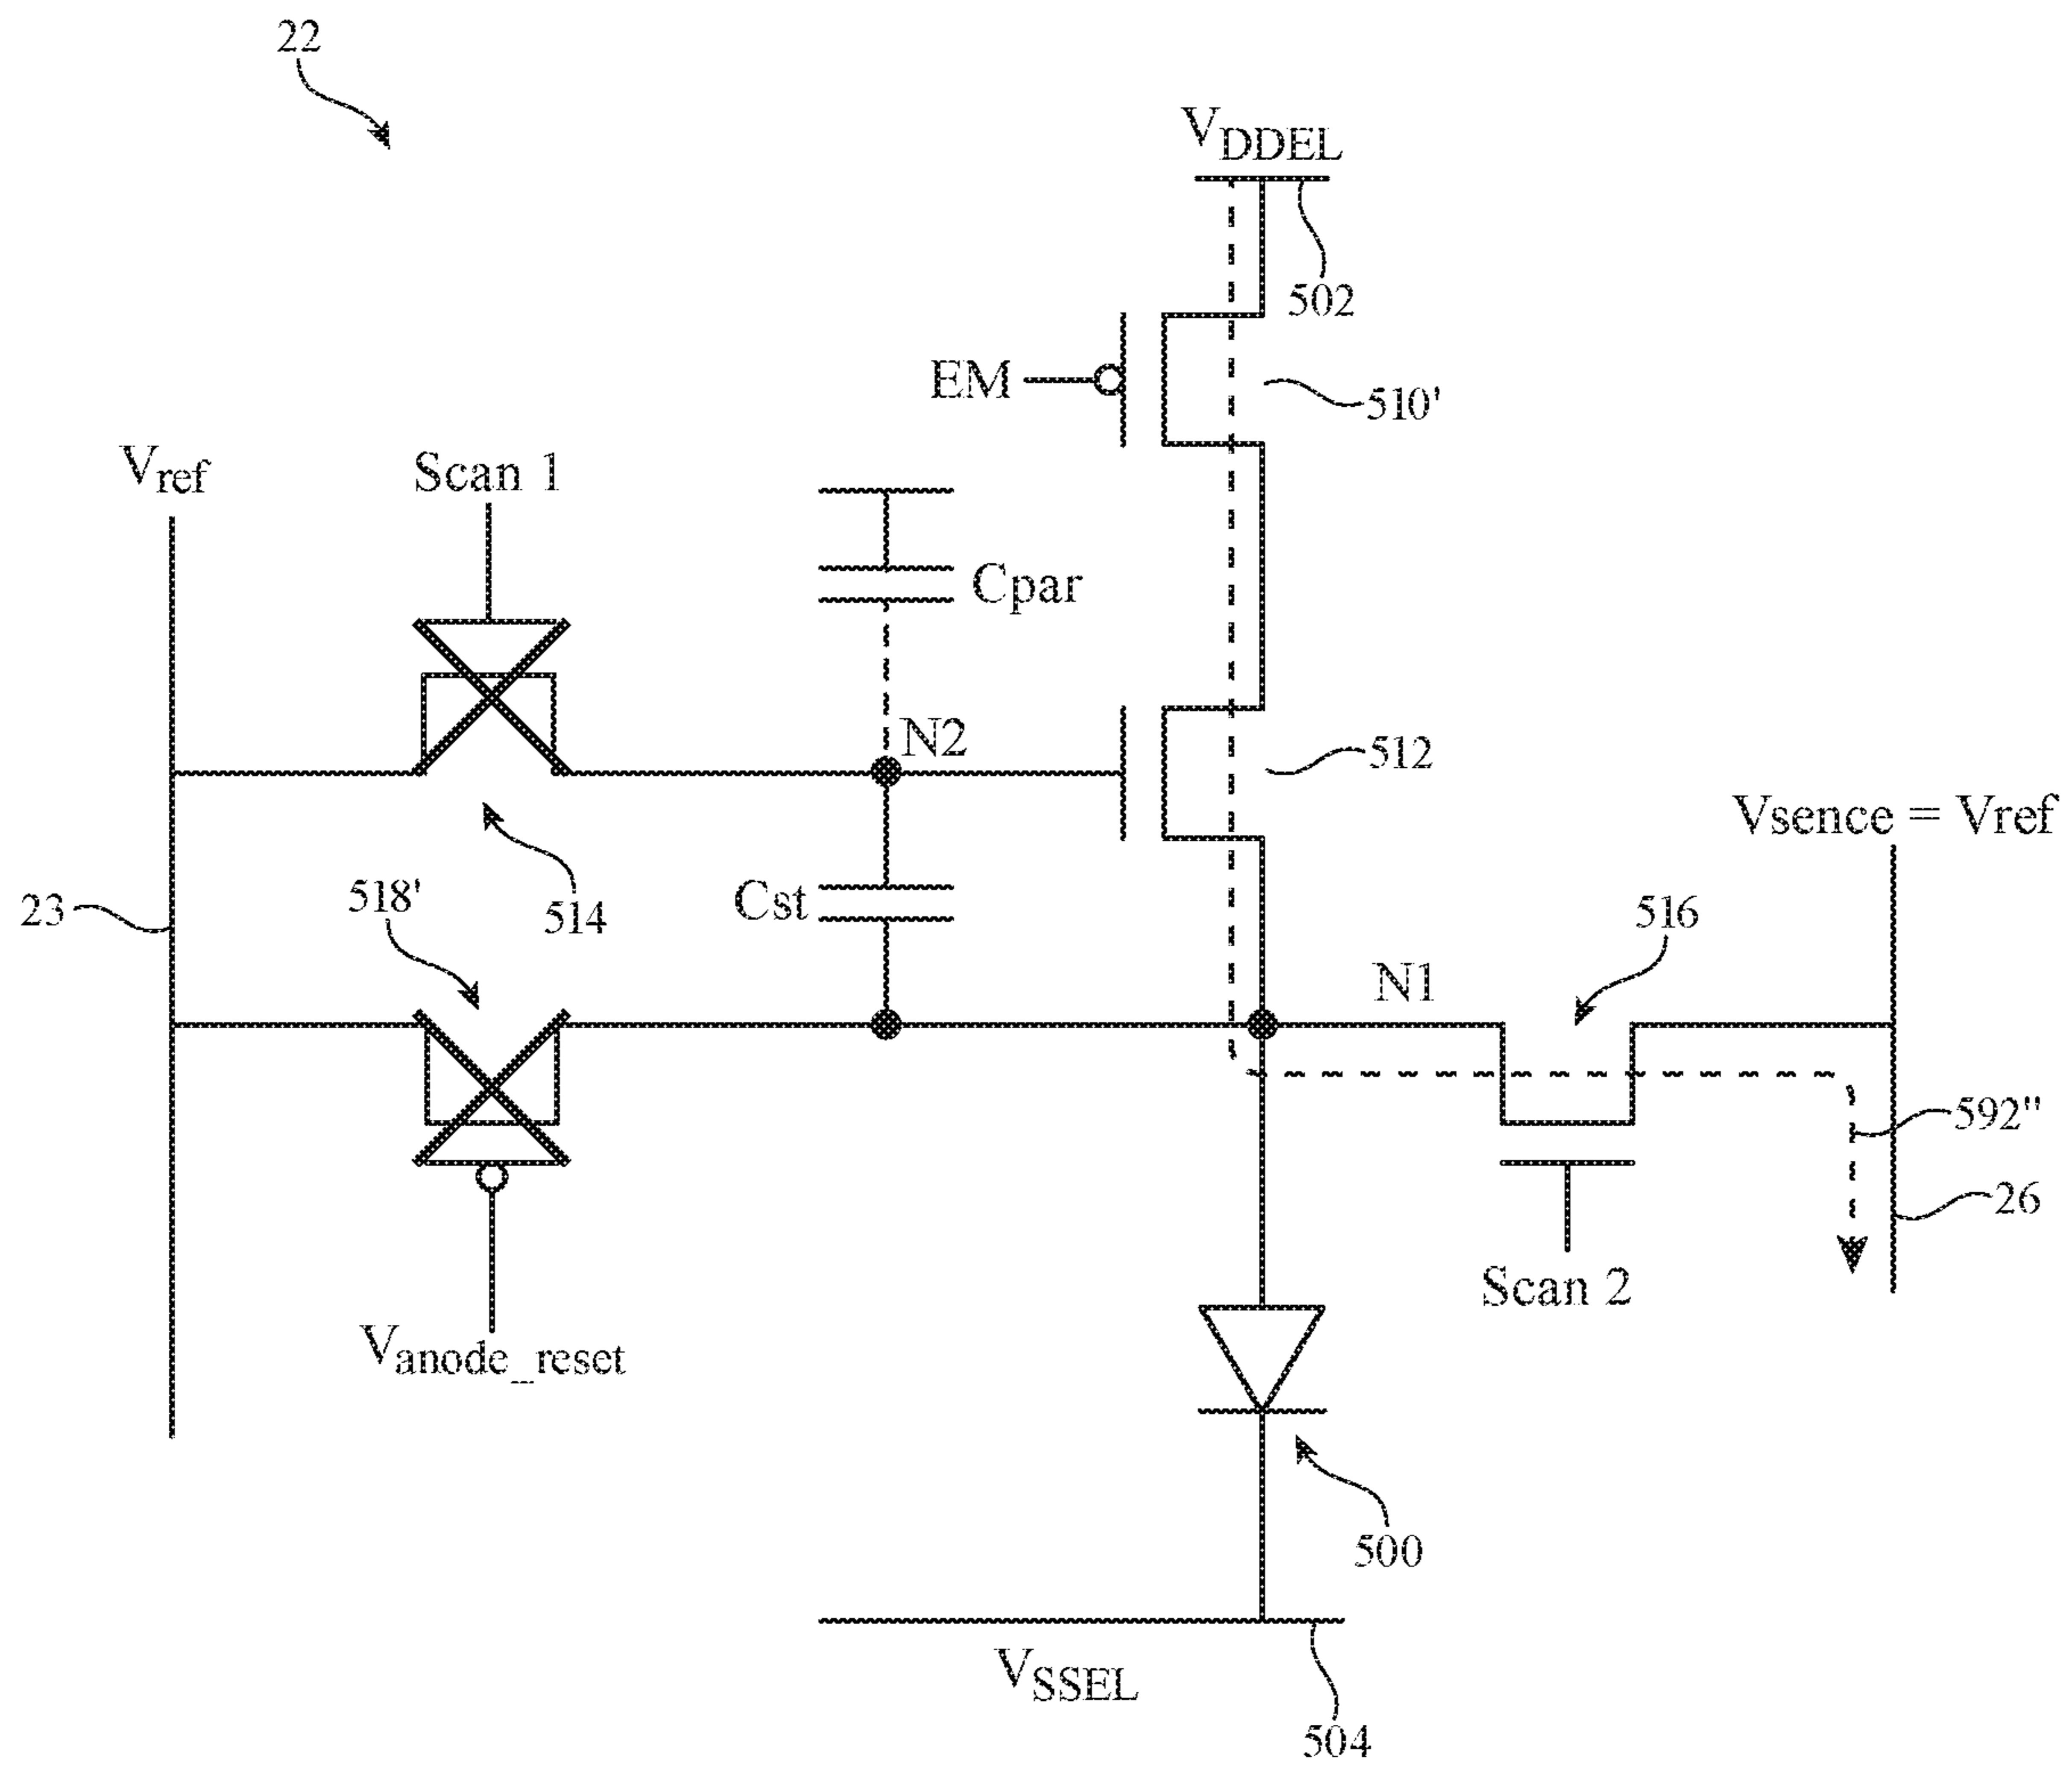 22
VDDEL
502
EM
510'
Vref
Scan 1
Cpar
N2
512
Vsence = Vref
518'
514
Cst
516
23
N1
592"
26
Scan 2
Vanode_reset
500
VSSEL
504